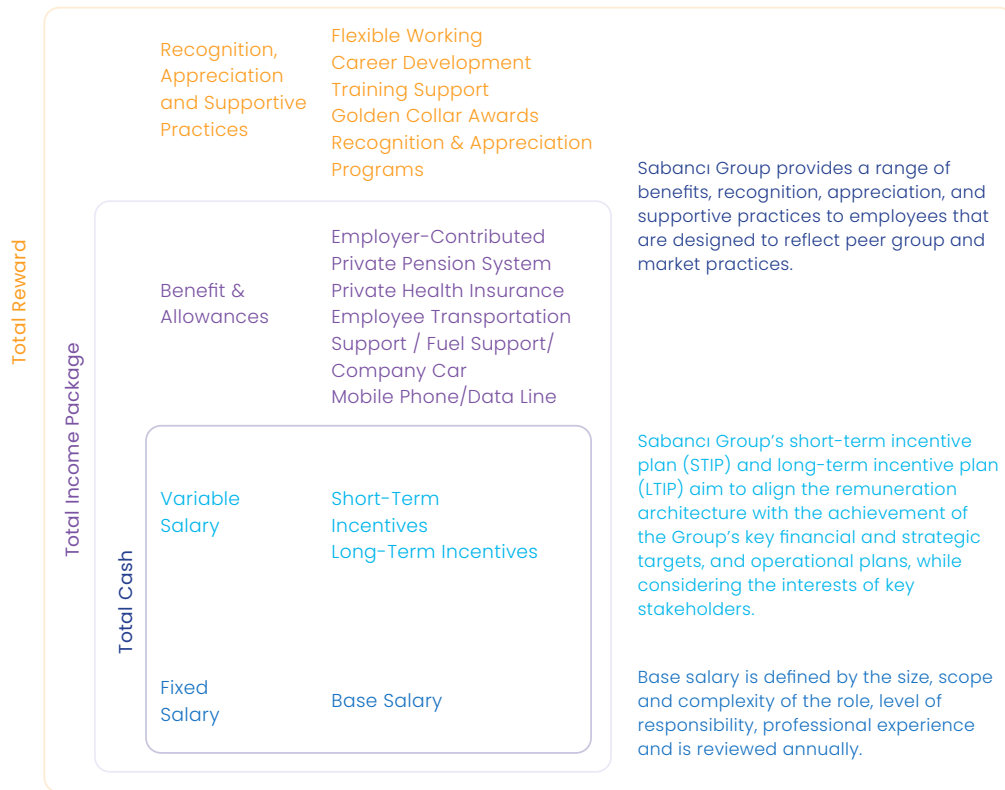 Total Reward
Recognition,
Appreciation
and Supportive
Practices
Flexible Working
Career Development
Training Support
Golden Collar Awards
Recognition & Appreciation
Programs
Sabancı Group provides a range of
benefits, recognition, appreciation, and
supportive practices to employees that
are designed to reflect peer group and
market practices.
Total Income Package
Benefit &
Allowances
Employer-Contributed
Private Pension System
Private Health Insurance
Employee Transportation
Support / Fuel Support/
Company Car
Mobile Phone/Data Line
Total Cash
Variable
Salary
Short-Term
Incentives
Long-Term Incentives
Sabancı Group’s short-term incentive
plan (STIP) and long-term incentive plan
(LTIP) aim to align the remuneration
architecture with the achievement of
the Group’s key financial and strategic
targets, and operational plans, while
considering the interests of key
stakeholders.
Fixed
Salary
Base Salary
Base salary is defined by the size, scope
and complexity of the role, level of
responsibility, professional experience
and is reviewed annually.